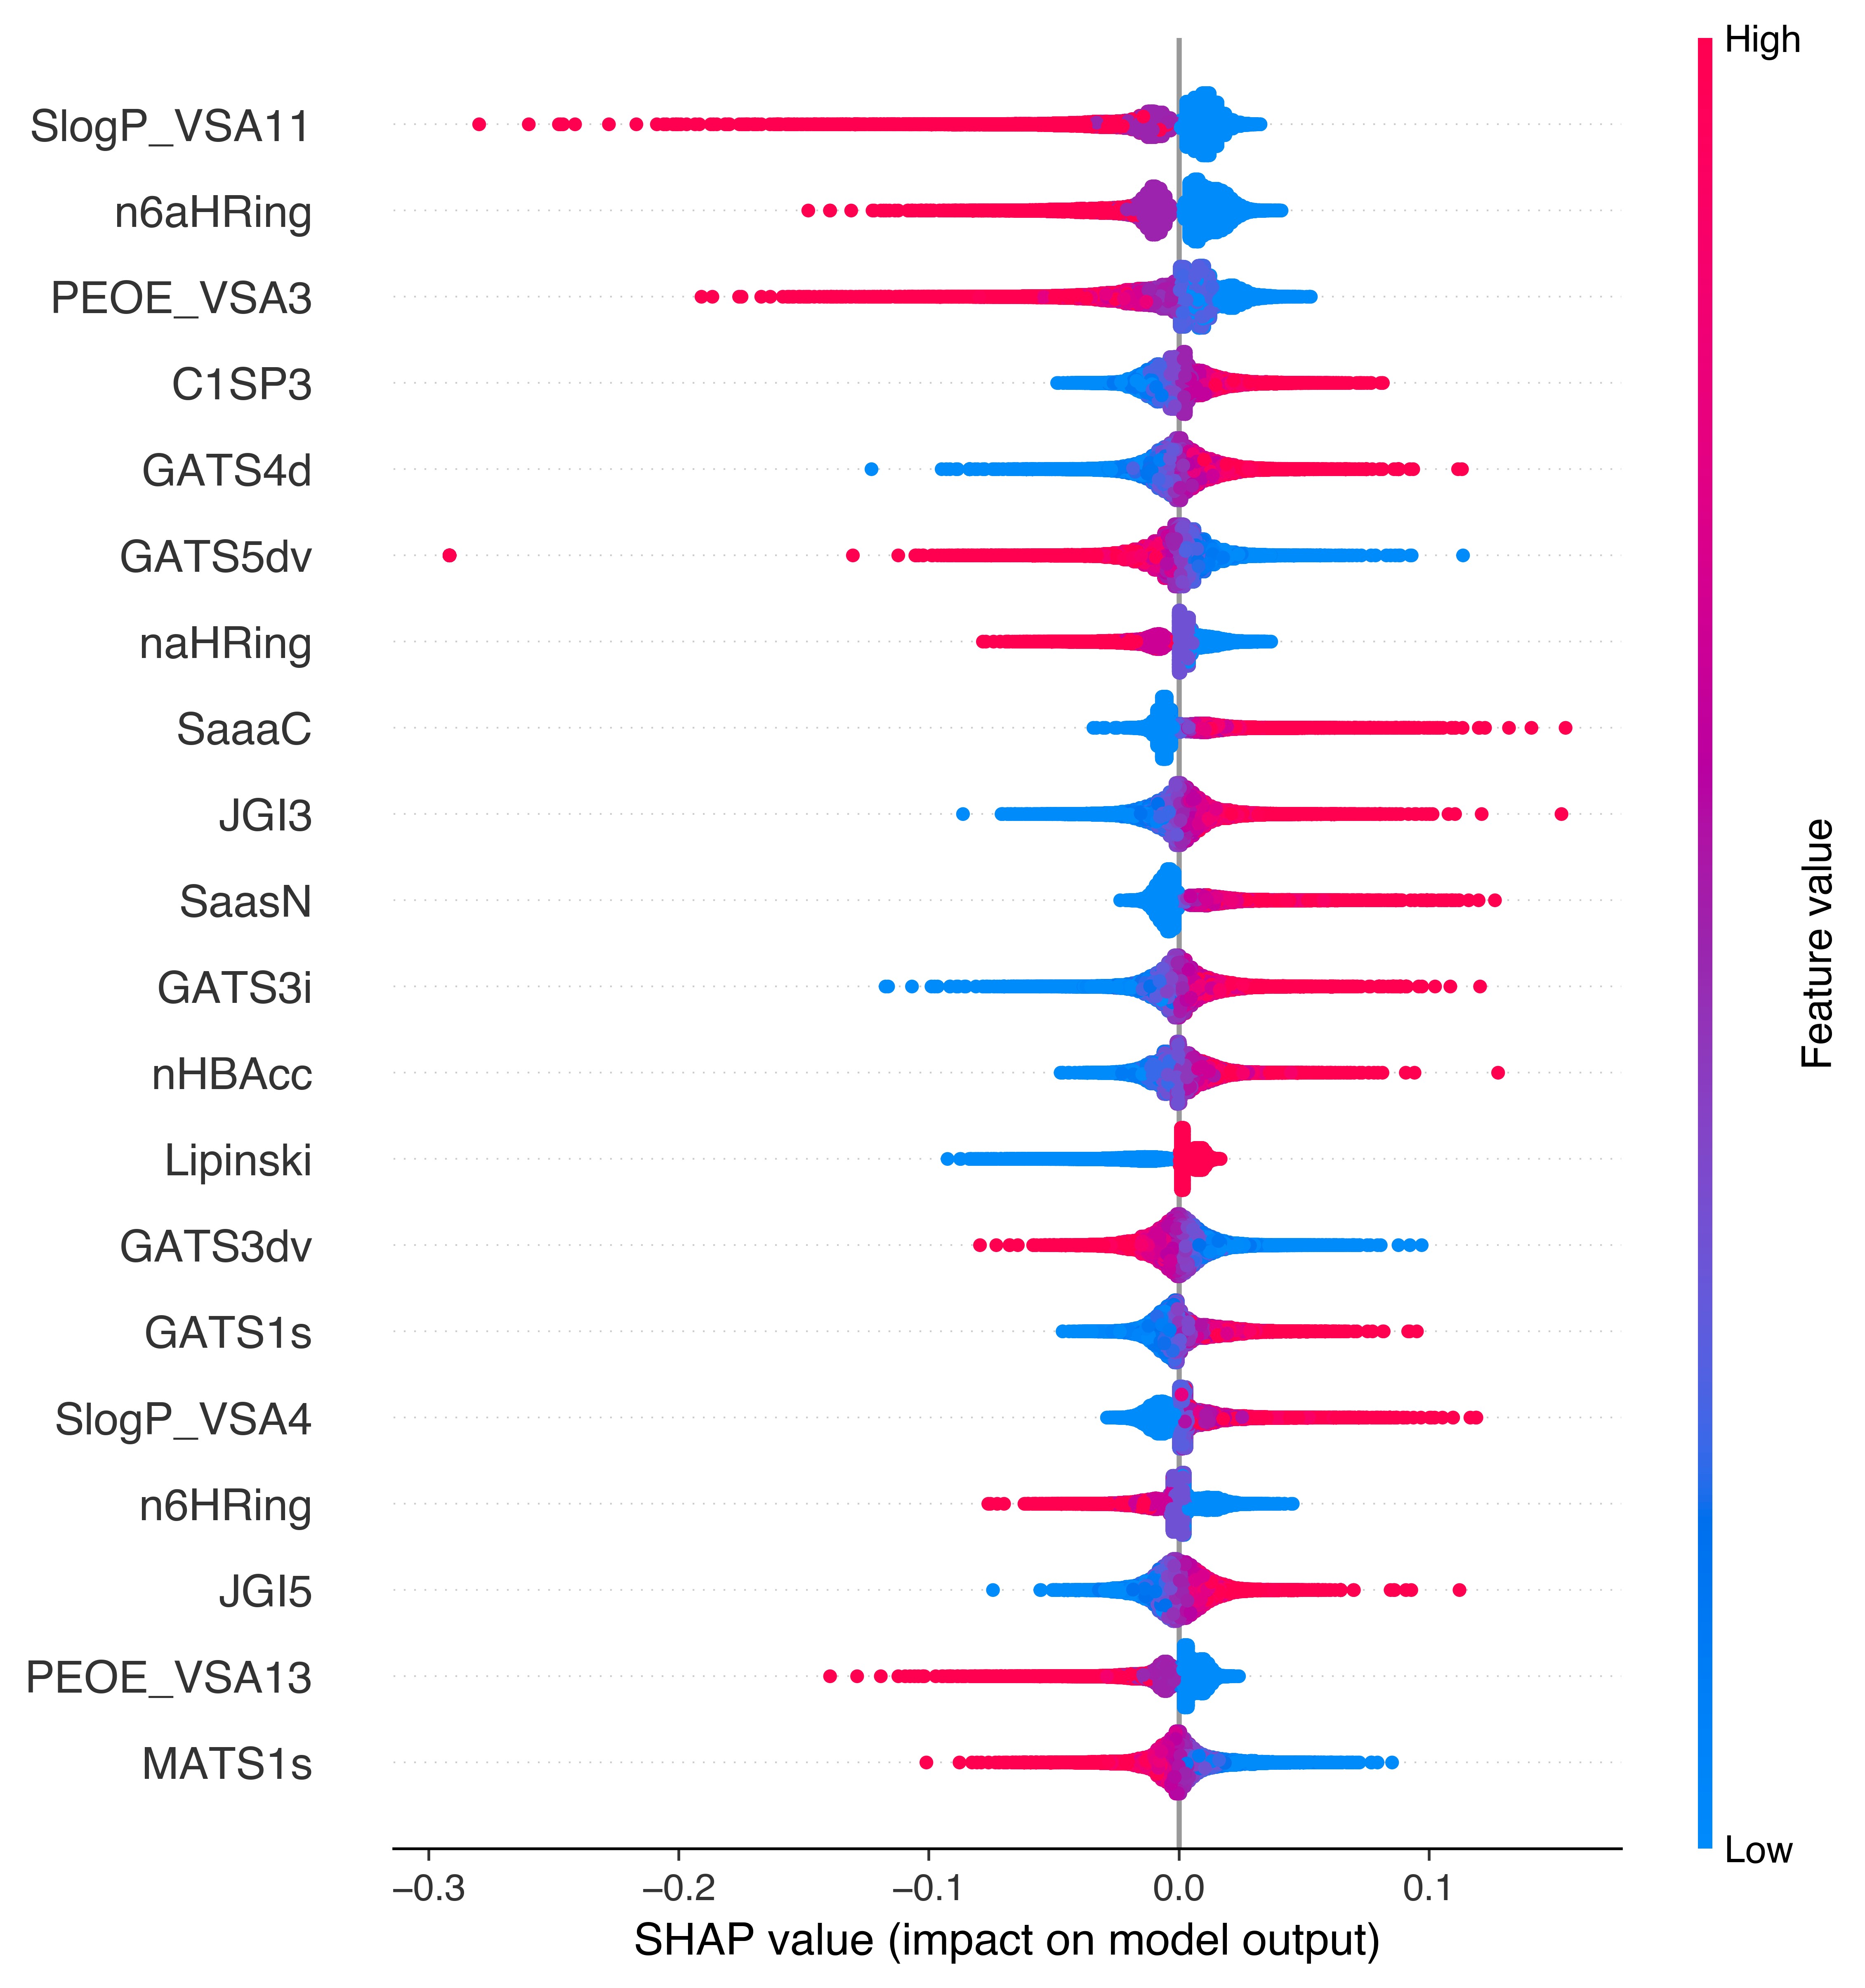 High
SlogP_VSA11
n6aHRing
PEOE_VSA3
C1SP3
GATS4d
GATS5dv
naHRing
SaaaC
JGI3
SaasN
GATS3i
nHBAcc
Lipinski
GATS3dv
GATS1s
SlogP_VSA4
n6HRing
JGI5
PEOE_VSA13
MATS1s
Feature value
Low
−0.3 −0.2 −0.1 0.0 0.1
SHAP value (impact on model output)